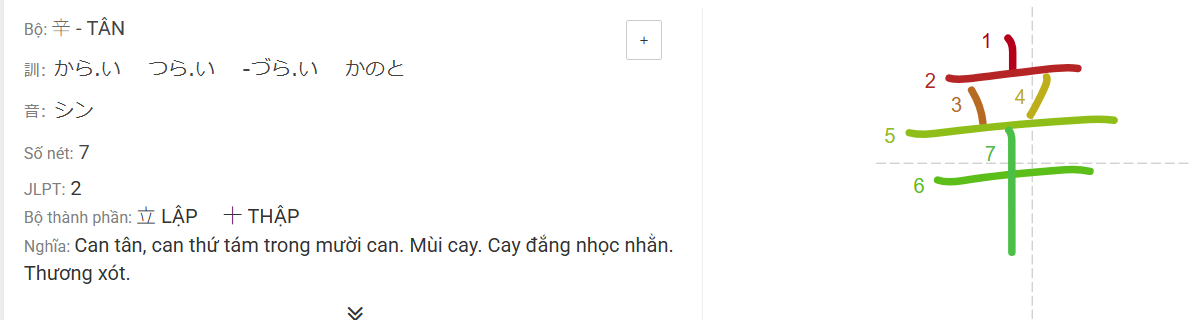 Bộ: 辛 - TÂN
+
訓: から.い つら.い -づら.い かのと
音: シン
Số nét: 7
JLPT: 2
Bộ thành phần: 立 LẬP 十 THẬP
Nghĩa: Can tân, can thứ tám trong mười can. Mùi cay. Cay đắng nhọc nhằn.
Thương xót.
1
2
3 4
5
7
6